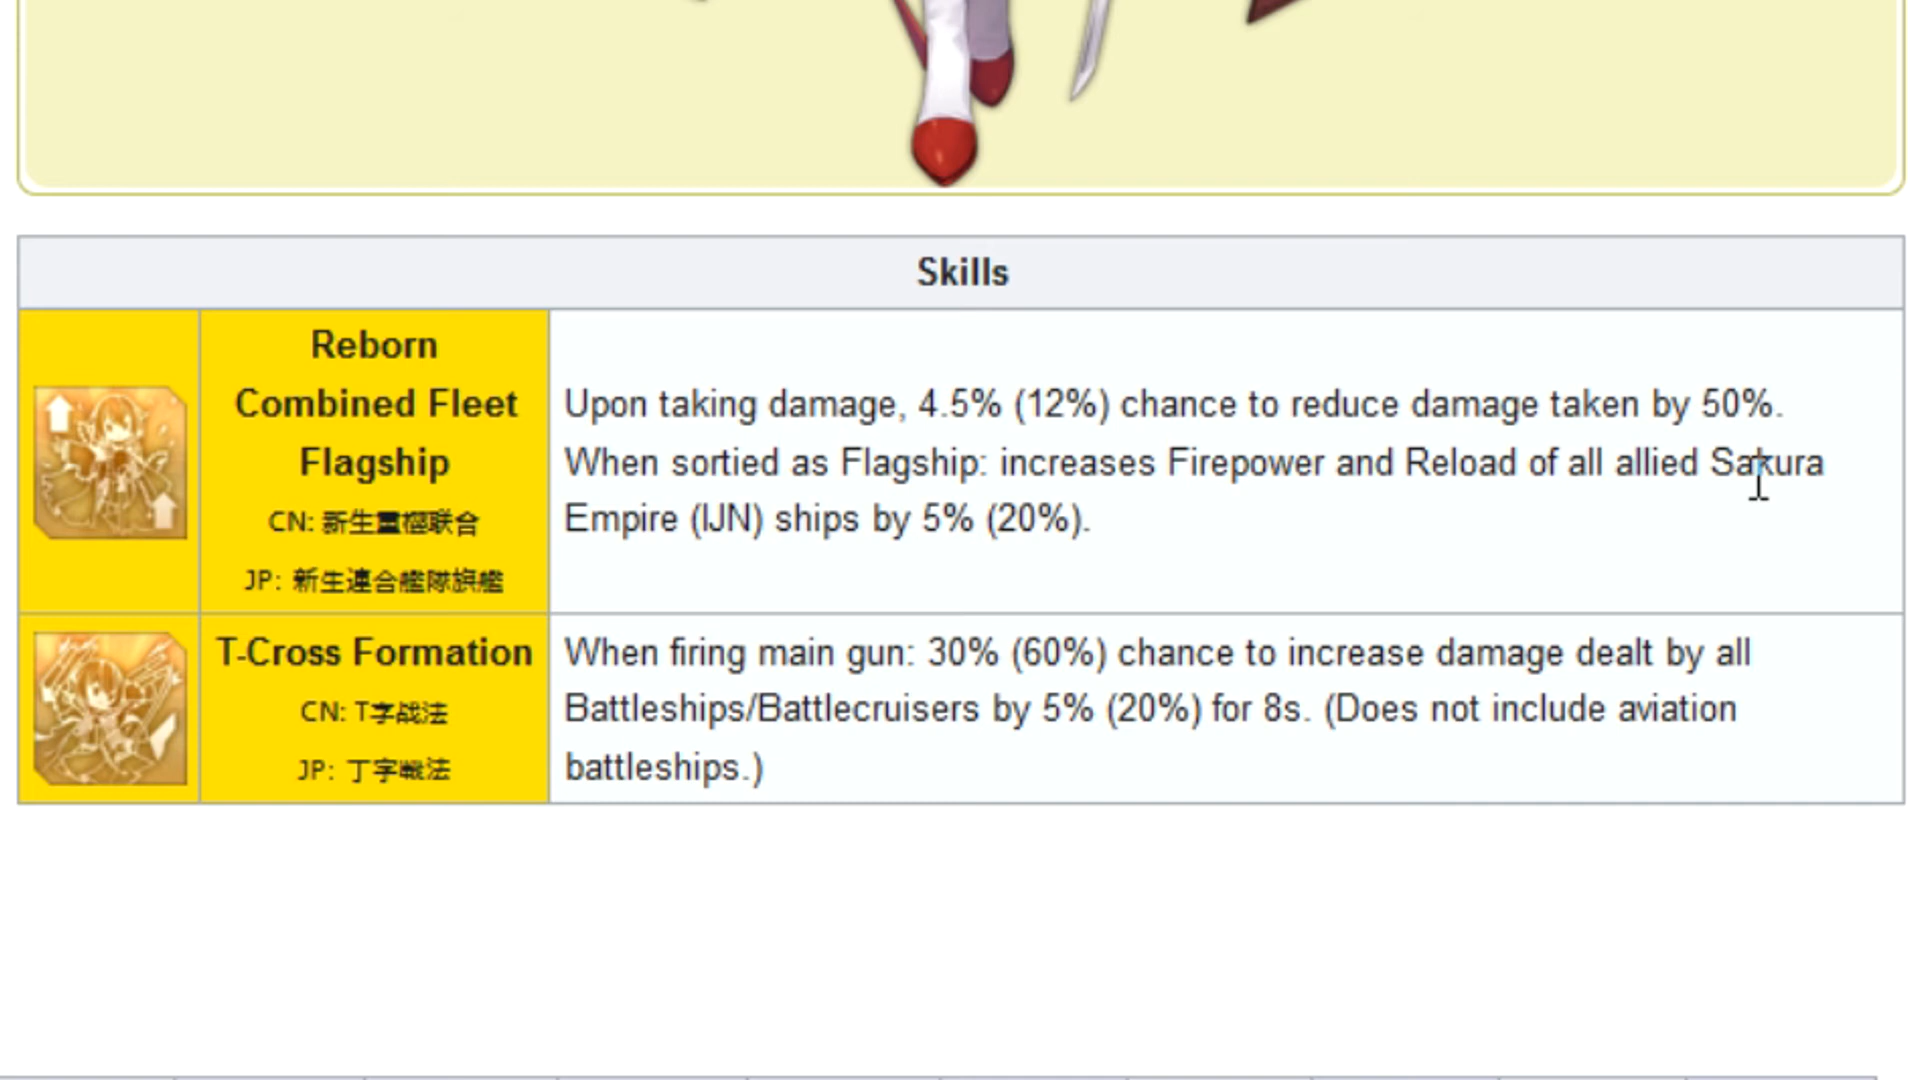 Skills
Reborn
Combined Fleet
Flagship
CN: 新生重樱联合
JP: 新生連合艦隊旗艦
Upon taking damage, 4.5% (12%) chance to reduce damage taken by 50%.
When sortied as Flagship: increases Firepower and Reload of all allied Sakura
Empire (IJN) ships by 5% (20%).
T-Cross Formation
CN: T字战法
JP: 丁字戦法
When firing main gun: 30% (60%) chance to increase damage dealt by all
Battleships/Battlecruisers by 5% (20%) for 8s. (Does not include aviation
battleships.)